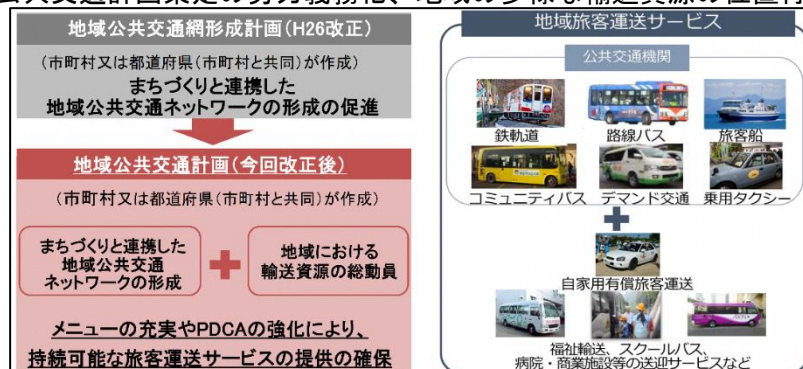 地域公共交通網形成計画(H26改正)
(市町村又は都道府県(市町村と共同)が作成)
まちづくりと連携した
地域公共交通ネットワークの形成の促進
地域公共交通計画(今回改正後)
(市町村又は都道府県(市町村と共同)が作成)
まちづくりと連携した
地域公共交通
ネットワークの形成
+
地域における
輸送資源の総動員
メニューの充実やPDCAの強化により、
持続可能な旅客運送サービスの提供の確保
地域旅客運送サービス
公共交通機関
鉄軌道 路線バス 旅客船
コミュニティバス デマンド交通 乗用タクシー
+
自家用有償旅客運送
福祉輸送、スクールバス、
病院・商業施設等の送迎サービスなど